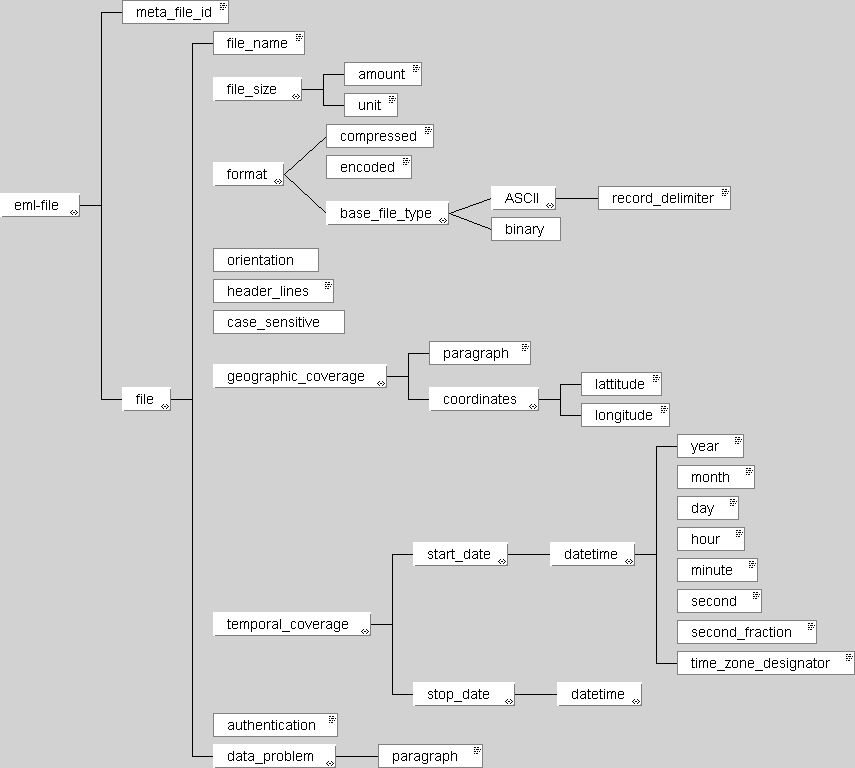 meta_file_id
file_name
file_size
amount
unit
format
compressed
encoded
base_file_type
ASCII
record_delimiter
binary
eml-file
orientation
header_lines
case_sensitive
geographic_coverage
paragraph
coordinates
lattitude
longitude
file
temporal_coverage
start_date
datetime
year
month
day
hour
minute
second
second_fraction
time_zone_designator
stop_date
datetime
authentication
data_problem
paragraph